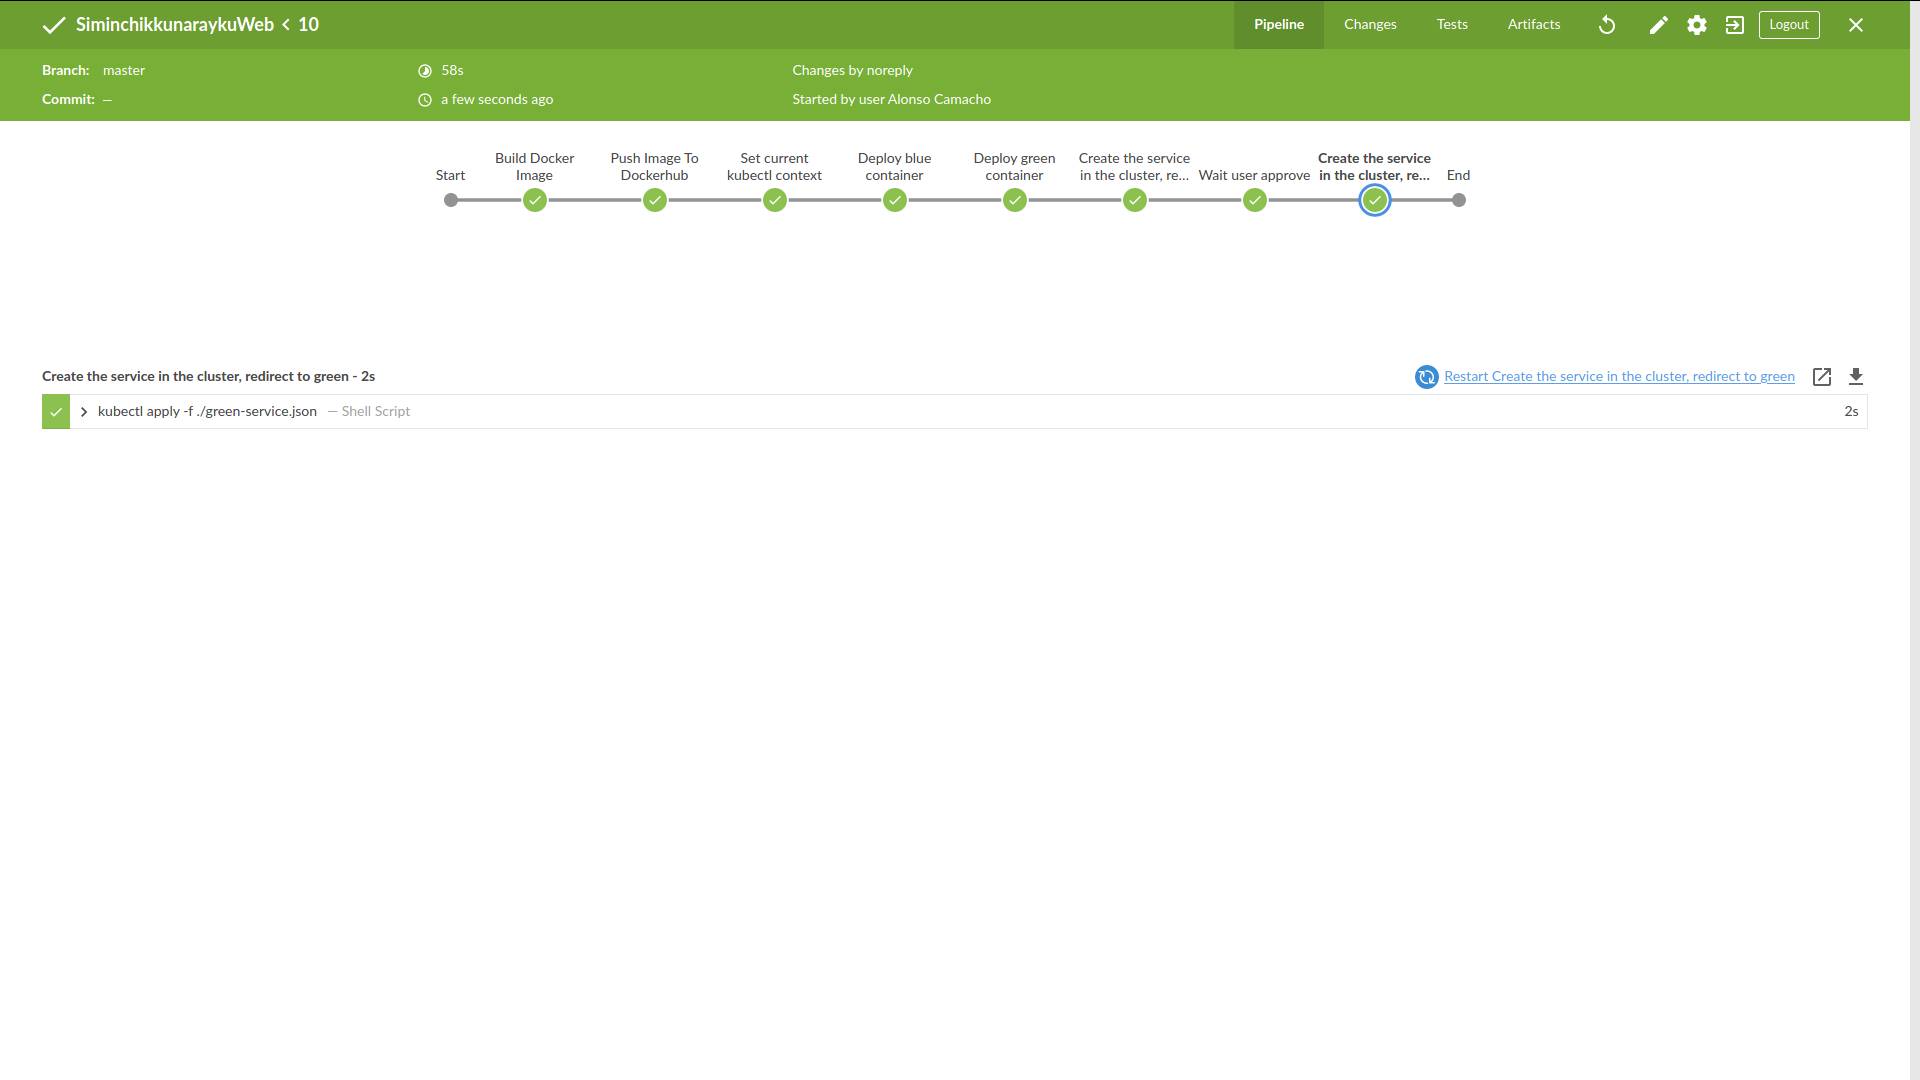 SiminchikkunaraykuWeb < 10
Pipeline
Changes
Tests
Artifacts
Logout
Branch: master
58s
Changes by noreply
Commit: —
a few seconds ago
Started by user Alonso Camacho
Start
Build Docker
Image
Push Image To
Dockerhub
Set current
kubectl context
Deploy blue
container
Deploy green
container
Create the service
in the cluster, re...
Wait user approve
Create the service
in the cluster, re...
End
Create the service in the cluster, redirect to green - 2s
Restart Create the service in the cluster, redirect to green
kubectl apply -f ./green-service.json — Shell Script
2s